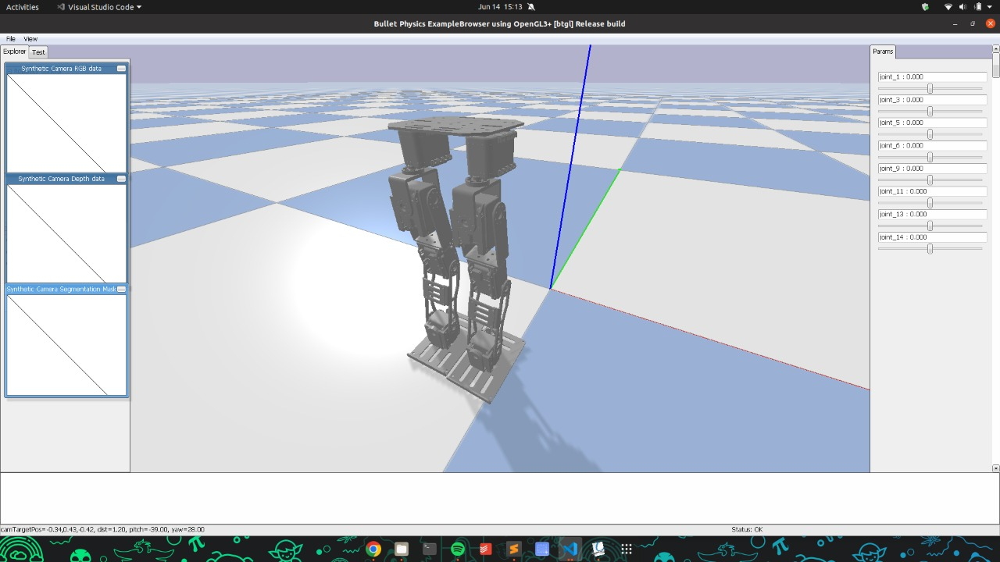 Activities
Visual Studio Code
Jun 14 15:13
Bullet Physics ExampleBrowser using OpenGL3+ [btgl] Release build
File View
Explorer Test
Params
Synthetic Camera RGB data
Synthetic Camera Depth data
Synthetic Camera Segmentation Mask
joint_1 : 0.000
joint_3 : 0.000
joint_5 : 0.000
joint_6 : 0.000
joint_9 : 0.000
joint_11 : 0.000
joint_13 : 0.000
joint_14 : 0.000
camTargetPos=-0.34,0.43,-0.42, dist=1.20, pitch=-39.00, yaw=28.00
Status: OK